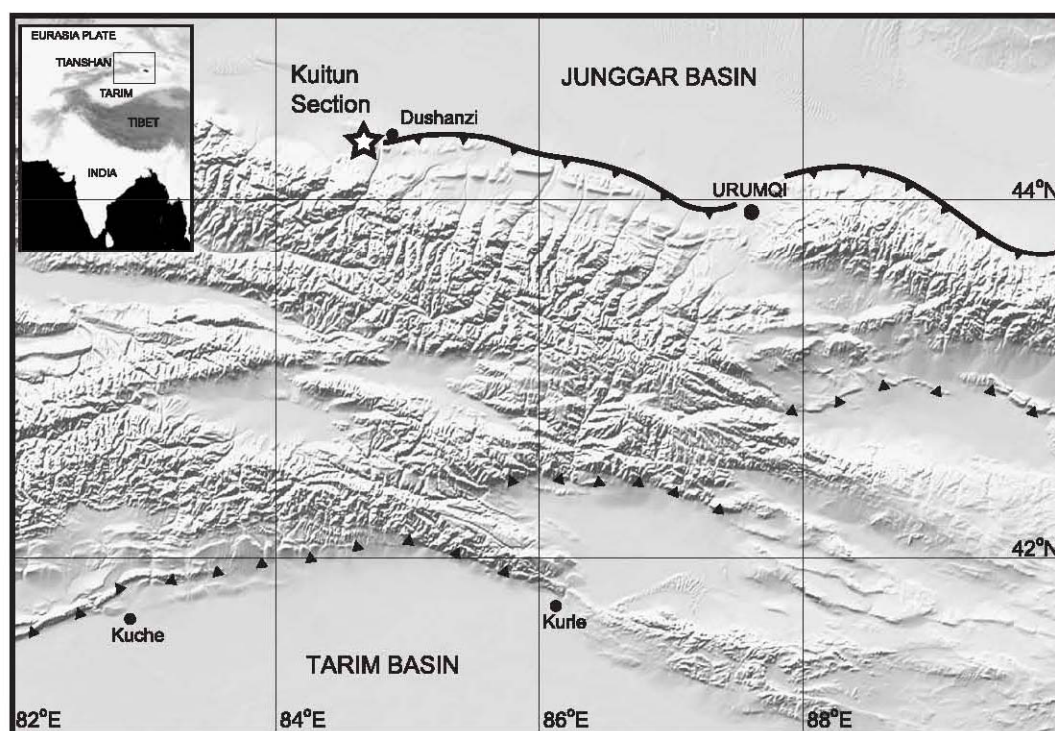 EURASIA PLATE
TIANSHAN
TARIM
TIBET
INDIA
Kuitun
Section
Dushanzi
JUNGGAR BASIN
URUMQI
44°N
42°N
Kuche
Kurle
TARIM BASIN
82°E
84°E
86°E
88°E